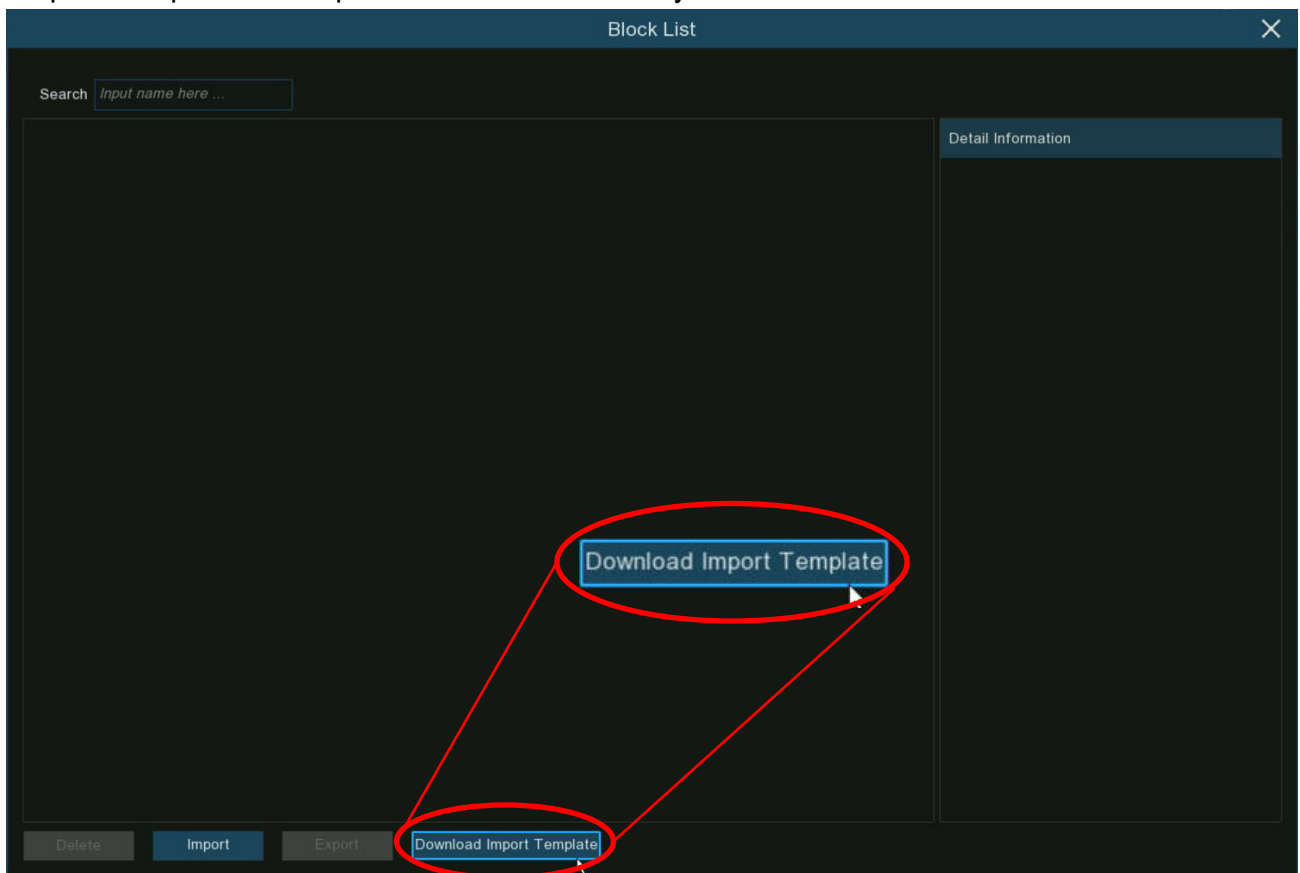 Block List
Search Input name here ...
Detail Information
Download Import Template
Delete Import Export Download Import Template